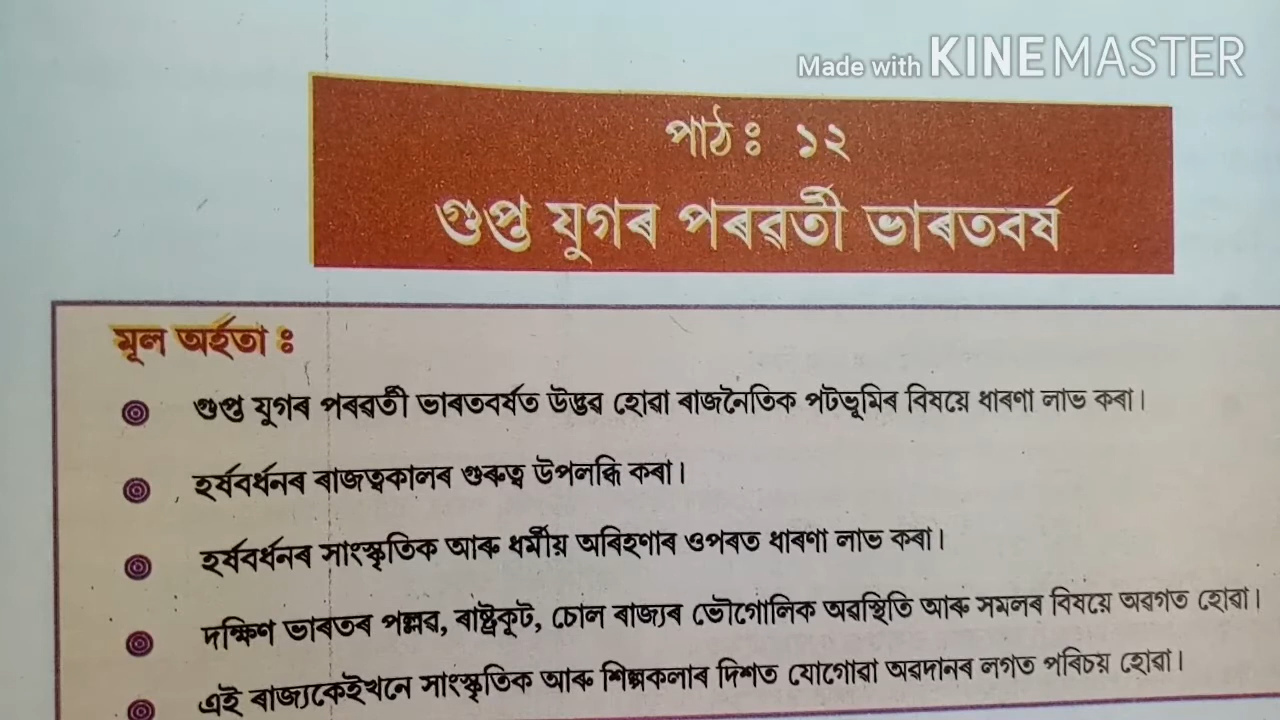 Made with KINEMASTER
পাঠ ঃ ১২
গুপ্ত যুগৰ পৰৱৰ্তী ভাৰতবৰ্ষ
মূল অৰ্হতা ঃ
গুপ্ত যুগৰ পৰৱৰ্তী ভাৰতবৰ্ষত উদ্ভৱ হোৱা ৰাজনৈতিক পটভূমিৰ বিষয়ে ধাৰণা লাভ কৰা।
হৰ্ষবৰ্ধনৰ ৰাজত্বকালৰ গুৰুত্ব উপলব্ধি কৰা।
হৰ্ষবৰ্ধনৰ সাংস্কৃতিক আৰু ধৰ্মীয় অৰিহণাৰ ওপৰত ধাৰণা লাভ কৰা।
দক্ষিণ ভাৰতৰ পল্লৱ, ৰাষ্ট্ৰকূট, চোল ৰাজ্যৰ ভৌগোলিক অৱস্থিতি আৰু সমলৰ বিষয়ে অৱগত হোৱা।
এই ৰাজ্যকেইখনে সাংস্কৃতিক আৰু শিল্পকলাৰ দিশত যোগোৱা অৱদানৰ লগত পৰিচয় হোৱা।